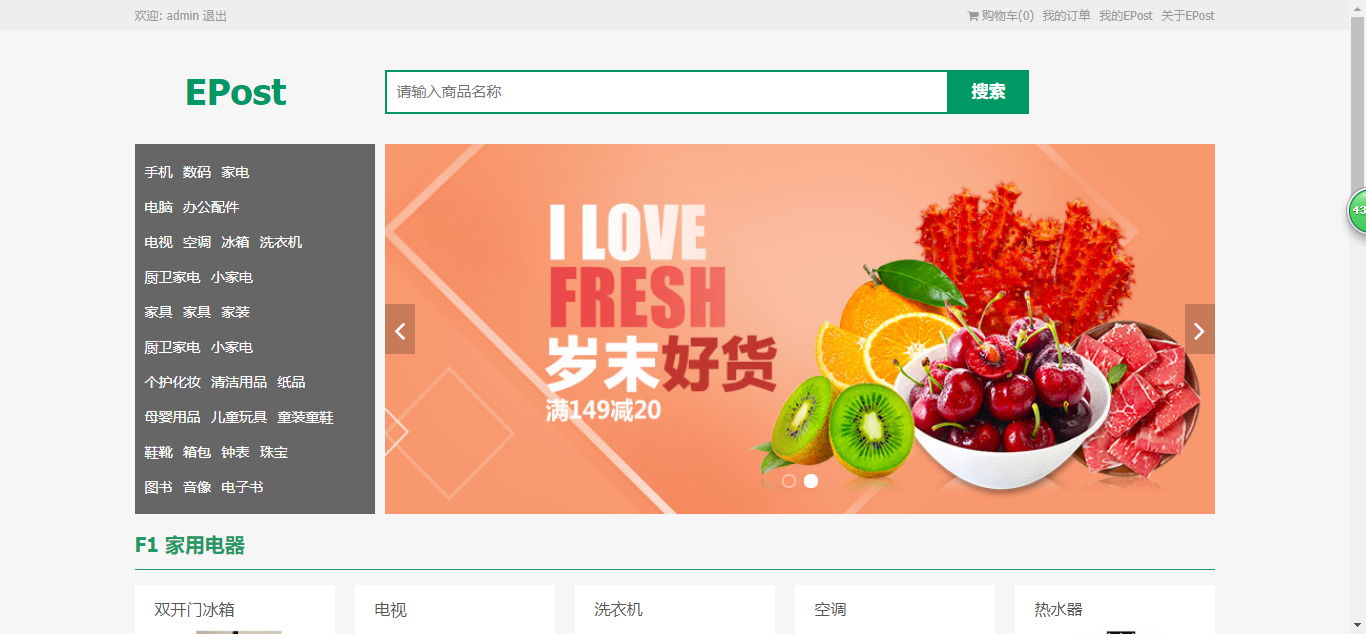 欢迎: admin 退出
购物车(0) 我的订单 我的EPost 关于EPost
EPost
请输入商品名称
搜索
手机 数码 家电
电脑 办公配件
电视 空调 冰箱 洗衣机
厨卫家电 小家电
家具 家具 家装
厨卫家电 小家电
个护化妆 清洁用品 纸品
母婴用品 儿童玩具 童装童鞋
鞋靴 箱包 钟表 珠宝
图书 音像 电子书
I LOVE
FRESH
岁末好货
满149减20
43
F1 家用电器
双开门冰箱
电视
洗衣机
空调
热水器